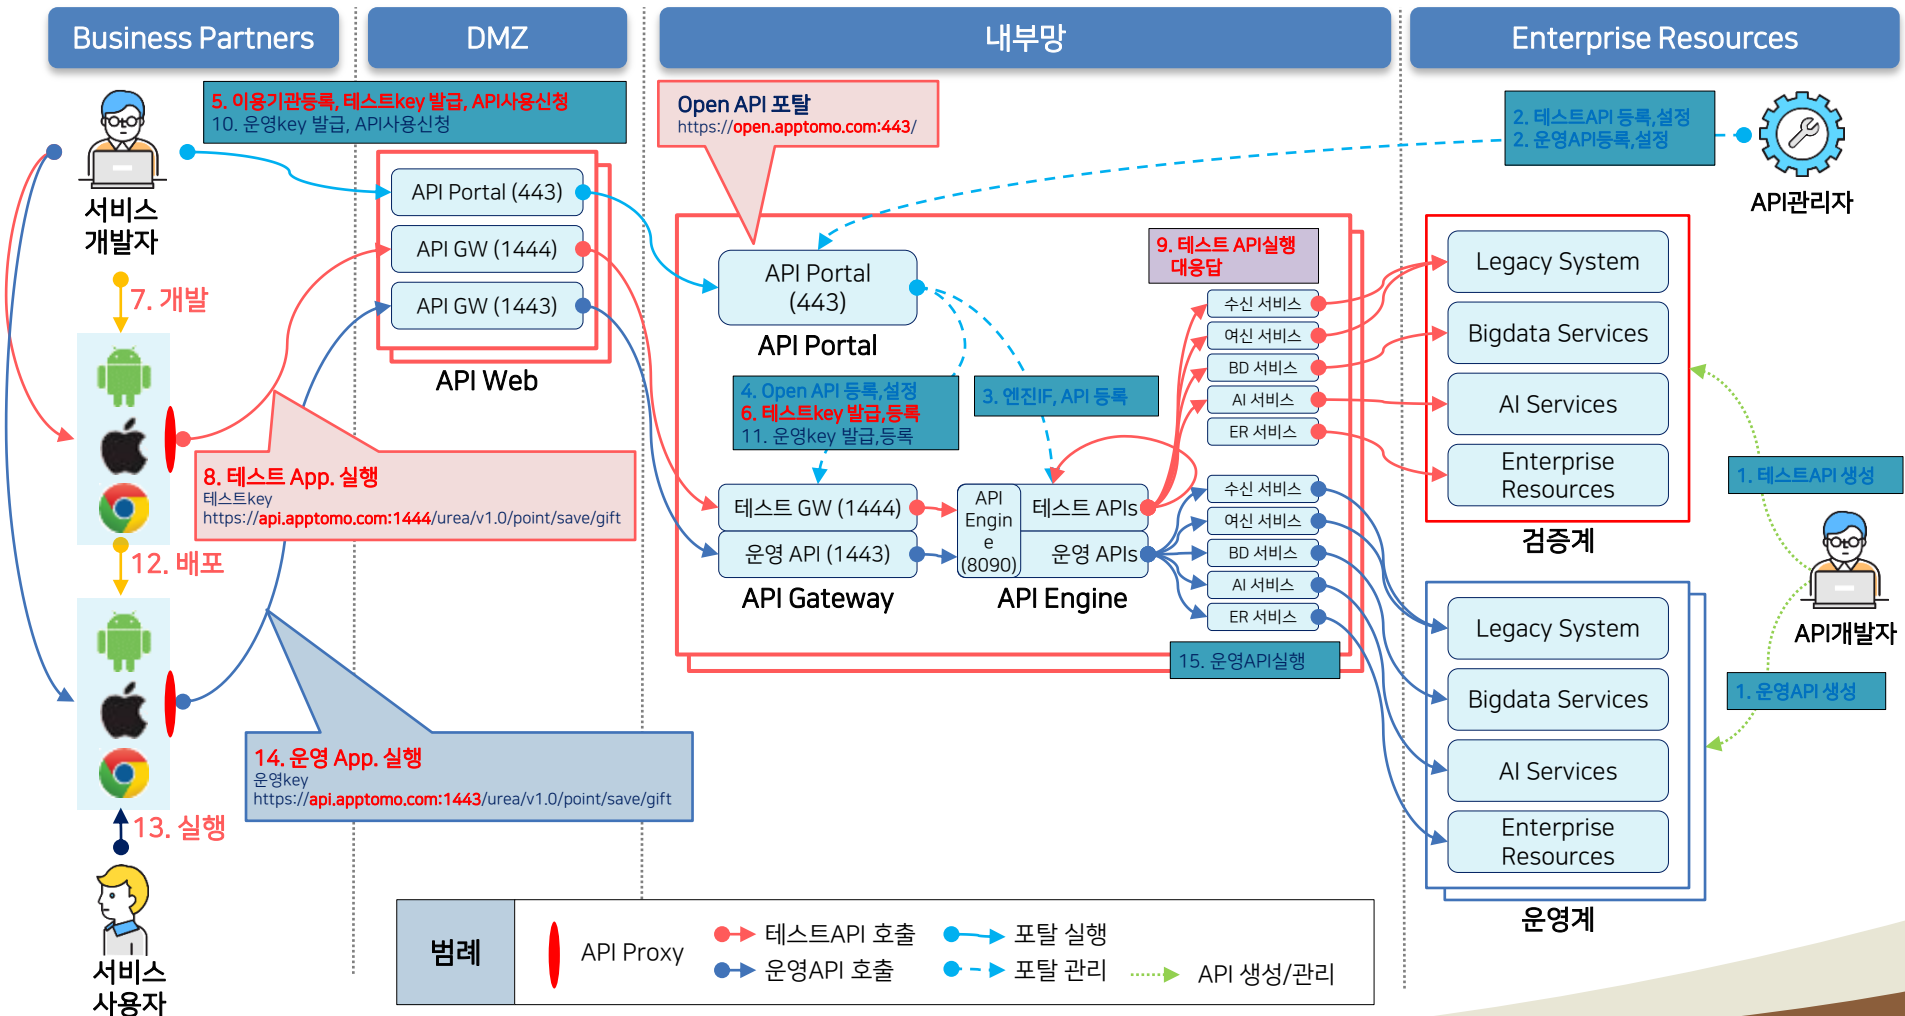 Business Partners
DMZ
내부망
Enterprise Resources
5. 이용기관등록, 테스트key 발급, API사용신청
10. 운영key 발급, API사용신청
Open API 포탈
https://open.apptomo.com:443/
2. 테스트API 등록,설정
2. 운영API등록,설정
API관리자
서비스
개발자
API Portal (443)
API GW (1444)
API GW (1443)
API Web
7. 개발
API Portal
(443)
API Portal
9. 테스트 API실행
대응답
4. Open API 등록,설정
6. 테스트key 발급,등록
11. 운영key 발급,등록
3. 엔진IF, API 등록
수신 서비스
여신 서비스
BD 서비스
AI 서비스
ER 서비스
Legacy System
Bigdata Services
AI Services
Enterprise
Resources
검증계
8. 테스트 App. 실행
테스트key
https://api.apptomo.com:1444/urea/v1.0/point/save/gift
12. 배포
테스트 GW (1444)
운영 API (1443)
API Gateway
API
Engin
e
(8090)
테스트 APIs
운영 APIs
API Engine
수신 서비스
여신 서비스
BD 서비스
AI 서비스
ER 서비스
15. 운영API실행
1. 테스트API 생성
API개발자
1. 운영API 생성
Legacy System
Bigdata Services
AI Services
Enterprise
Resources
운영계
14. 운영 App. 실행
운영key
https://api.apptomo.com:1443/urea/v1.0/point/save/gift
13. 실행
서비스
사용자
범례
API Proxy
테스트API 호출
운영API 호출
포탈 실행
포탈 관리
API 생성/관리